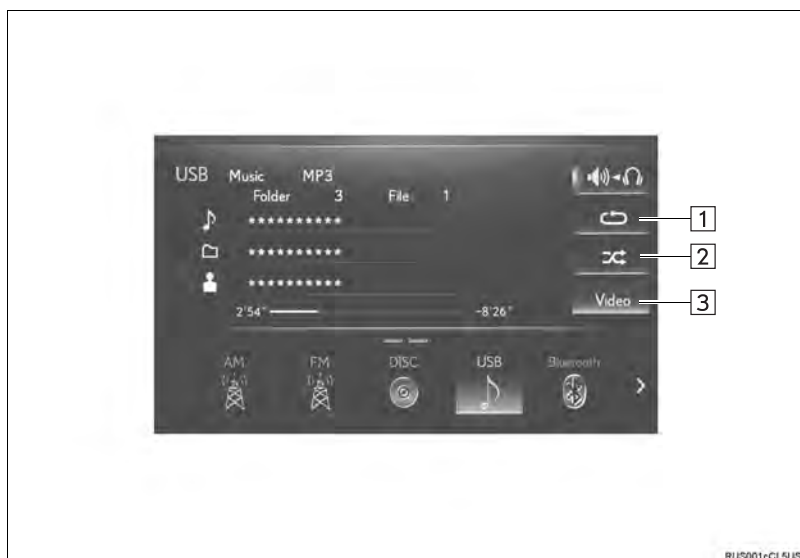 USB Music MP3
Folder 3 File 1
**********
1
**********
2
**********
Video 3
2'54" -8'26"
AM FM DISC USB Bluetooth
RUS001cCL5US